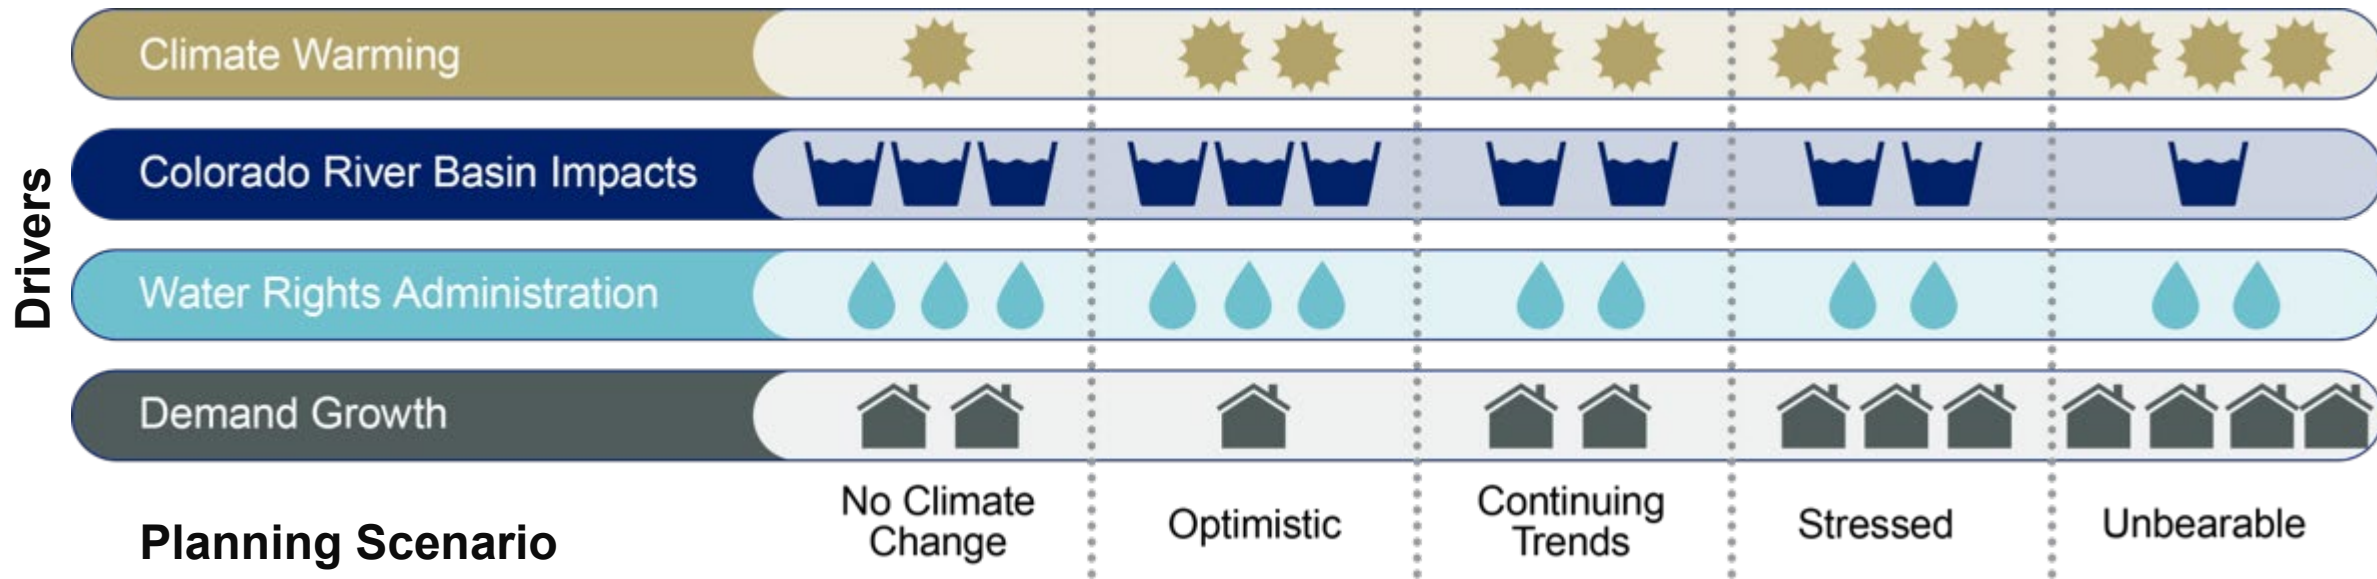 Drivers
Climate Warming
Colorado River Basin Impacts
Water Rights Administration
Demand Growth
Planning Scenario
No Climate
Change
Optimistic
Continuing
Trends
Stressed
Unbearable